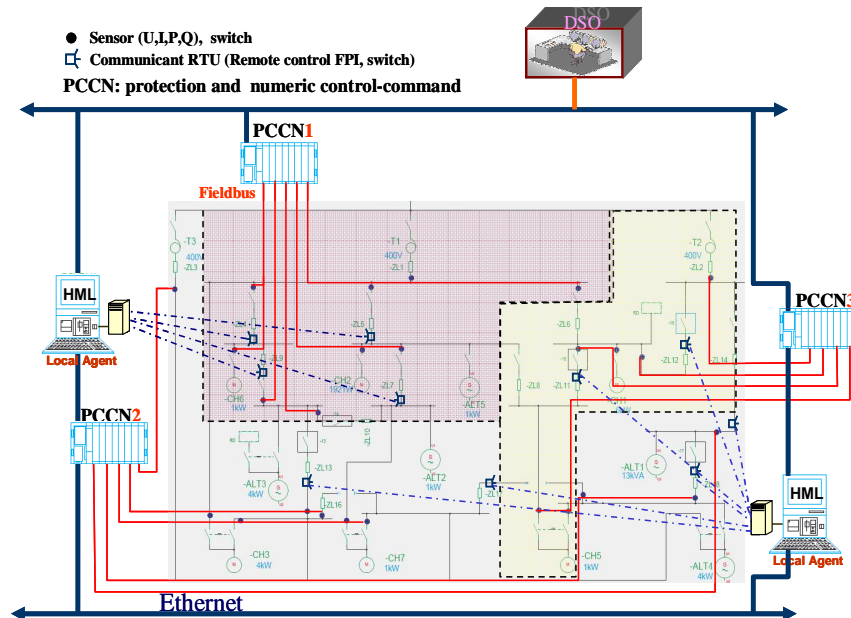 DSO
DSO
Sensor (U,I,P,Q), switch
Communicant RTU (Remote control FPI, switch)
PCCN: protection and numeric control-command
PCCN1
Fieldbus
-T3
400V
-ZL3
-T1
400V
-ZL1
-T2
400V
-ZL2
HML
Local Agent
PCCN3
-ZL6
-ZL5
-ZL9
-ZL12
-ZL14
-CH6
1kW
-CH2
-ZL7
-ALT5
1kW
-ZL8
-ZL11
PCCN2
-ZL10
-ZL13
-ALT3
4kW
-ALT2
1kW
-ALT1
13kVA
-ZL16
HML
Local Agent
-CH3
4kW
-CH7
1kW
-CH5
1kW
-ALT4
4kW
Ethernet